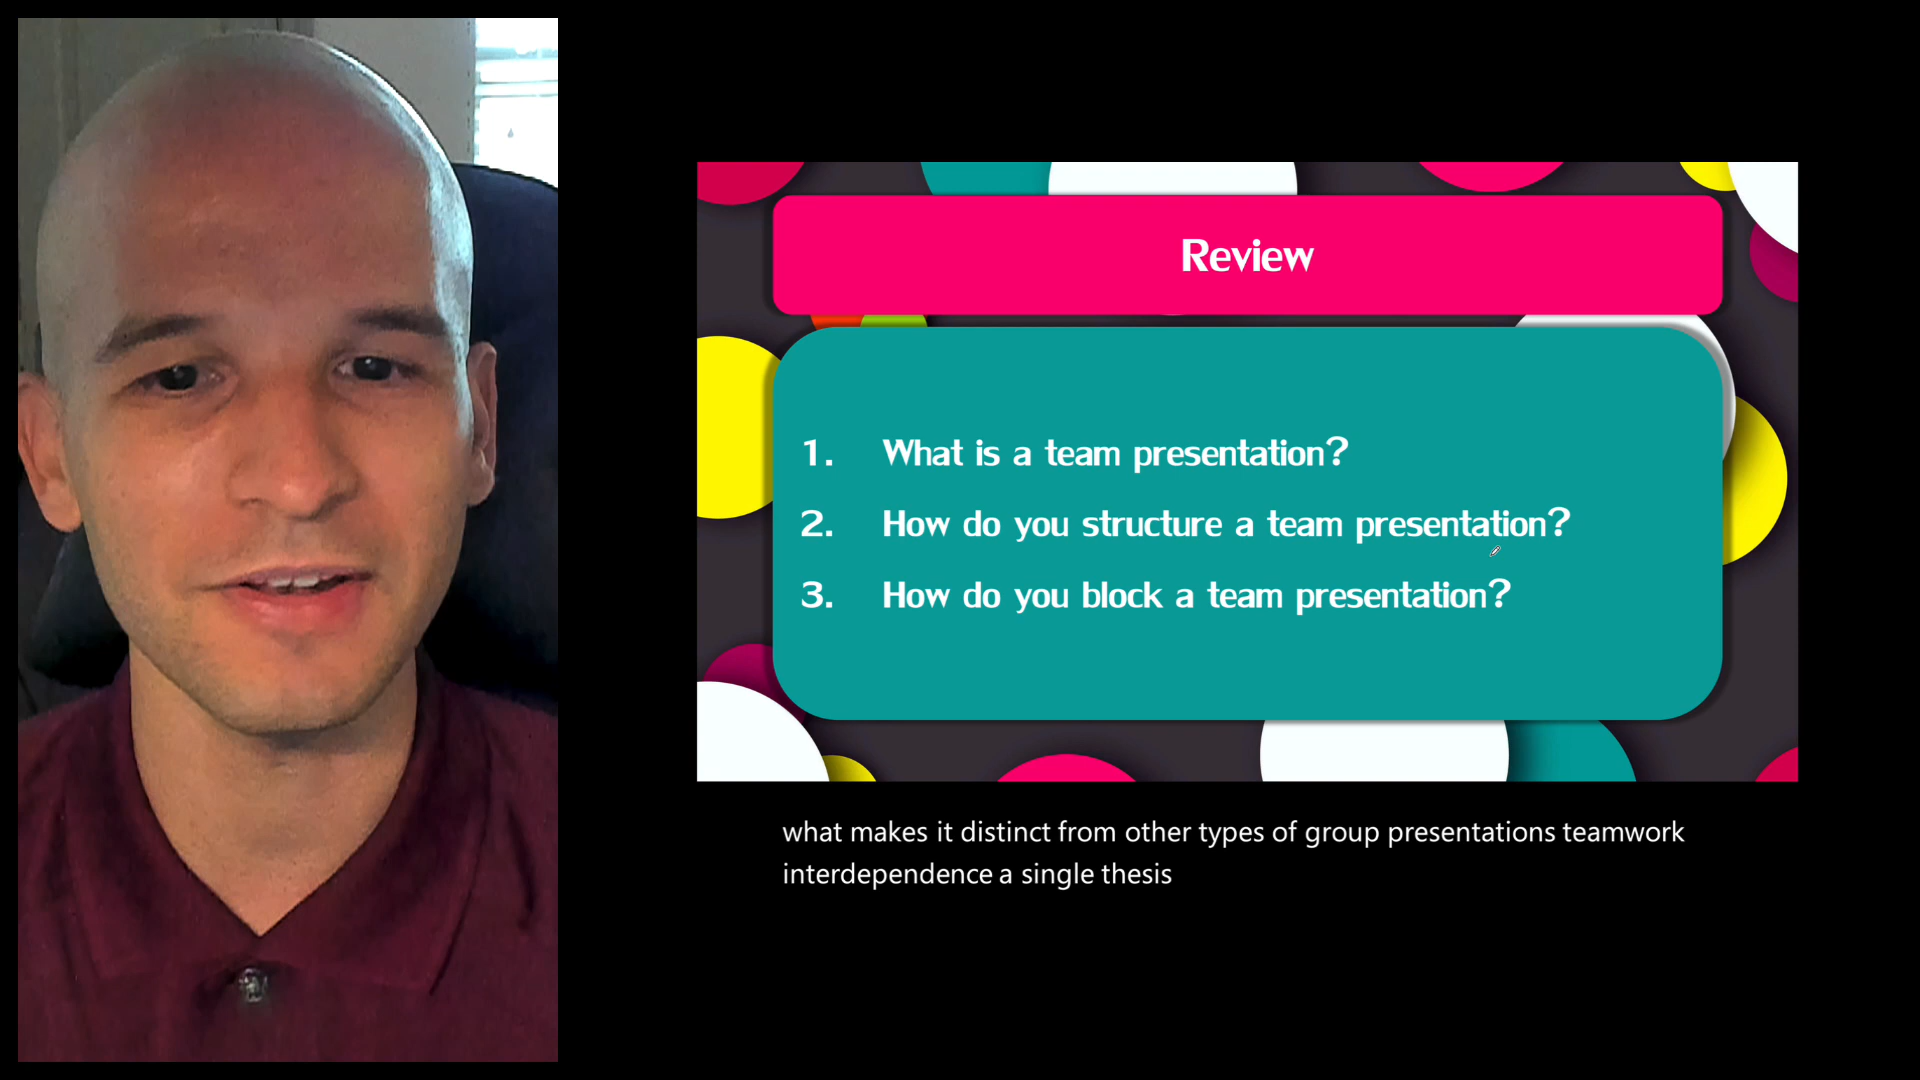 Review
1. What is a team presentation?
2. How do you structure a team presentation?
3. How do you block a team presentation?
what makes it distinct from other types of group presentations teamwork
interdependence a single thesis